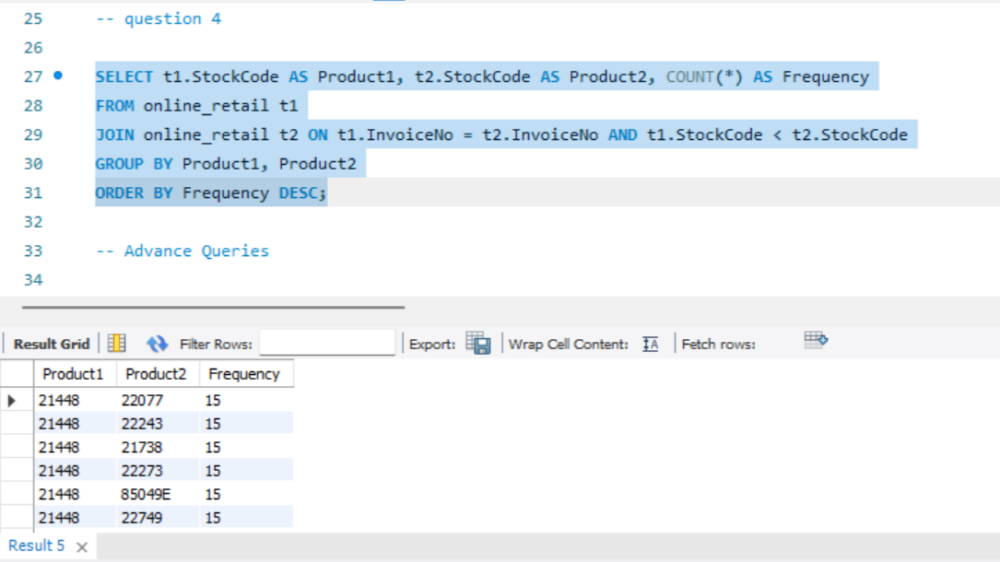 25 -- question 4
26
27 SELECT t1.StockCode AS Product1, t2.StockCode AS Product2, COUNT(*) AS Frequency
28 FROM online_retail t1
29 JOIN online_retail t2 ON t1.InvoiceNo = t2.InvoiceNo AND t1.StockCode < t2.StockCode
30 GROUP BY Product1, Product2
31 ORDER BY Frequency DESC;
32
33 -- Advance Queries
34
Result Grid Filter Rows: Export: Wrap Cell Content: Fetch rows:
Product1 Product2 Frequency
21448 22077 15
21448 22243 15
21448 21738 15
21448 22273 15
21448 85049E 15
21448 22749 15
Result 5